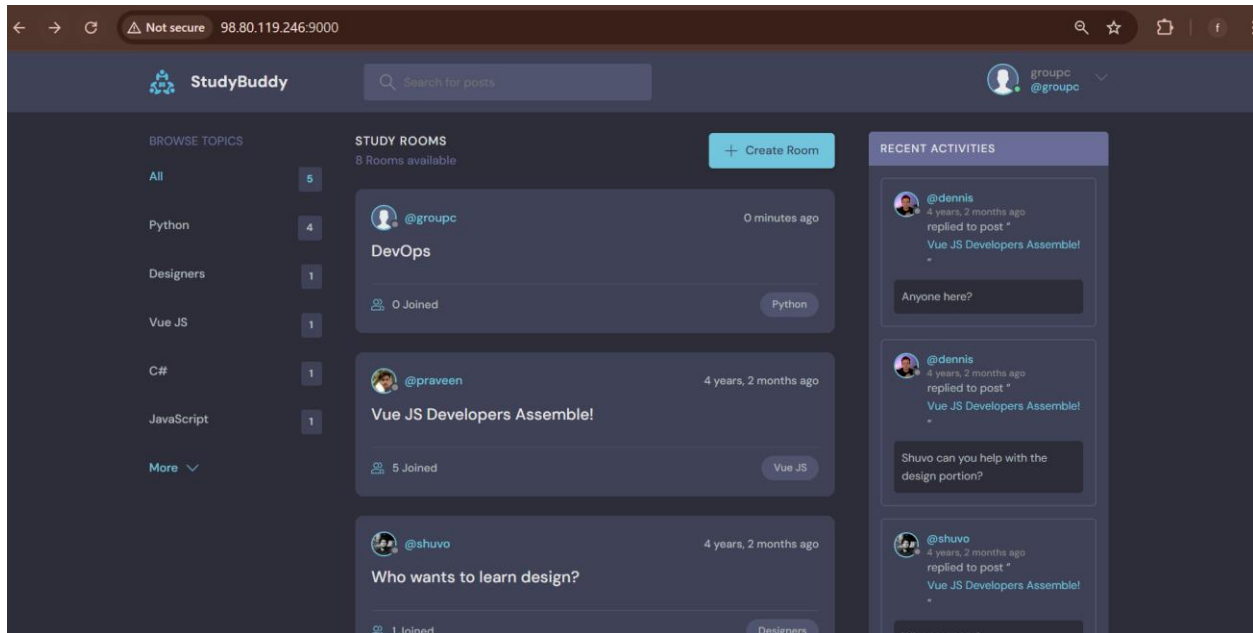 Not secure 98.80.119.246:9000
f
StudyBuddy
Search for posts
groupc
@groupc
BROWSE TOPICS
All 5
Python 4
Designers 1
Vue JS 1
C# 1
JavaScript 1
More
STUDY ROOMS
8 Rooms available
+ Create Room
@groupc 0 minutes ago
DevOps
0 Joined Python
@praveen 4 years, 2 months ago
Vue JS Developers Assemble!
5 Joined Vue JS
@shuvo 4 years, 2 months ago
Who wants to learn design?
1 Joined Designers
RECENT ACTIVITIES
@dennis
4 years, 2 months ago
replied to post “
Vue JS Developers Assemble!
”
Anyone here?
@dennis
4 years, 2 months ago
replied to post “
Vue JS Developers Assemble!
”
Shuvo can you help with the
design portion?
@shuvo
4 years, 2 months ago
replied to post “
Vue JS Developers Assemble!
”